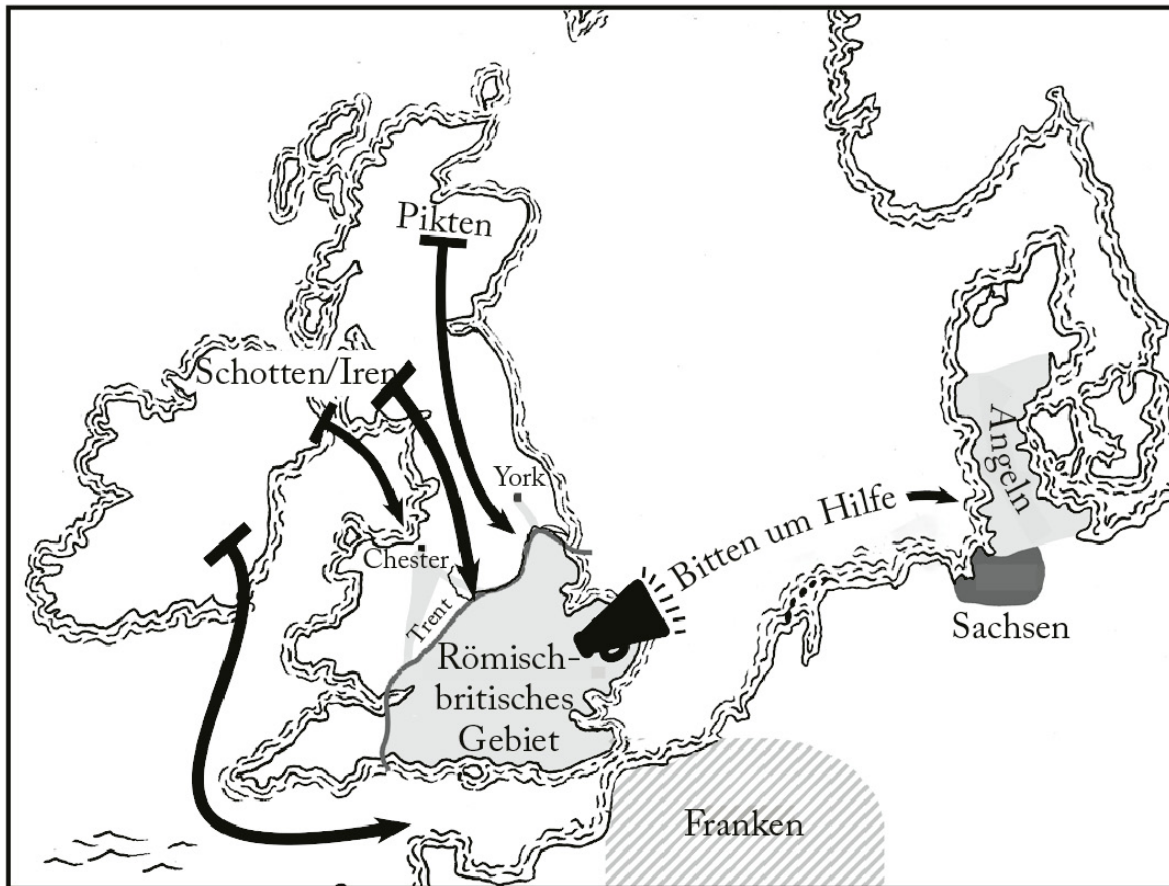 Pikten
Schotten/Iren
York
Chester
Trent
Bitten um Hilfe
Angeln
Sachsen
Römisch-
britisches
Gebiet
Franken